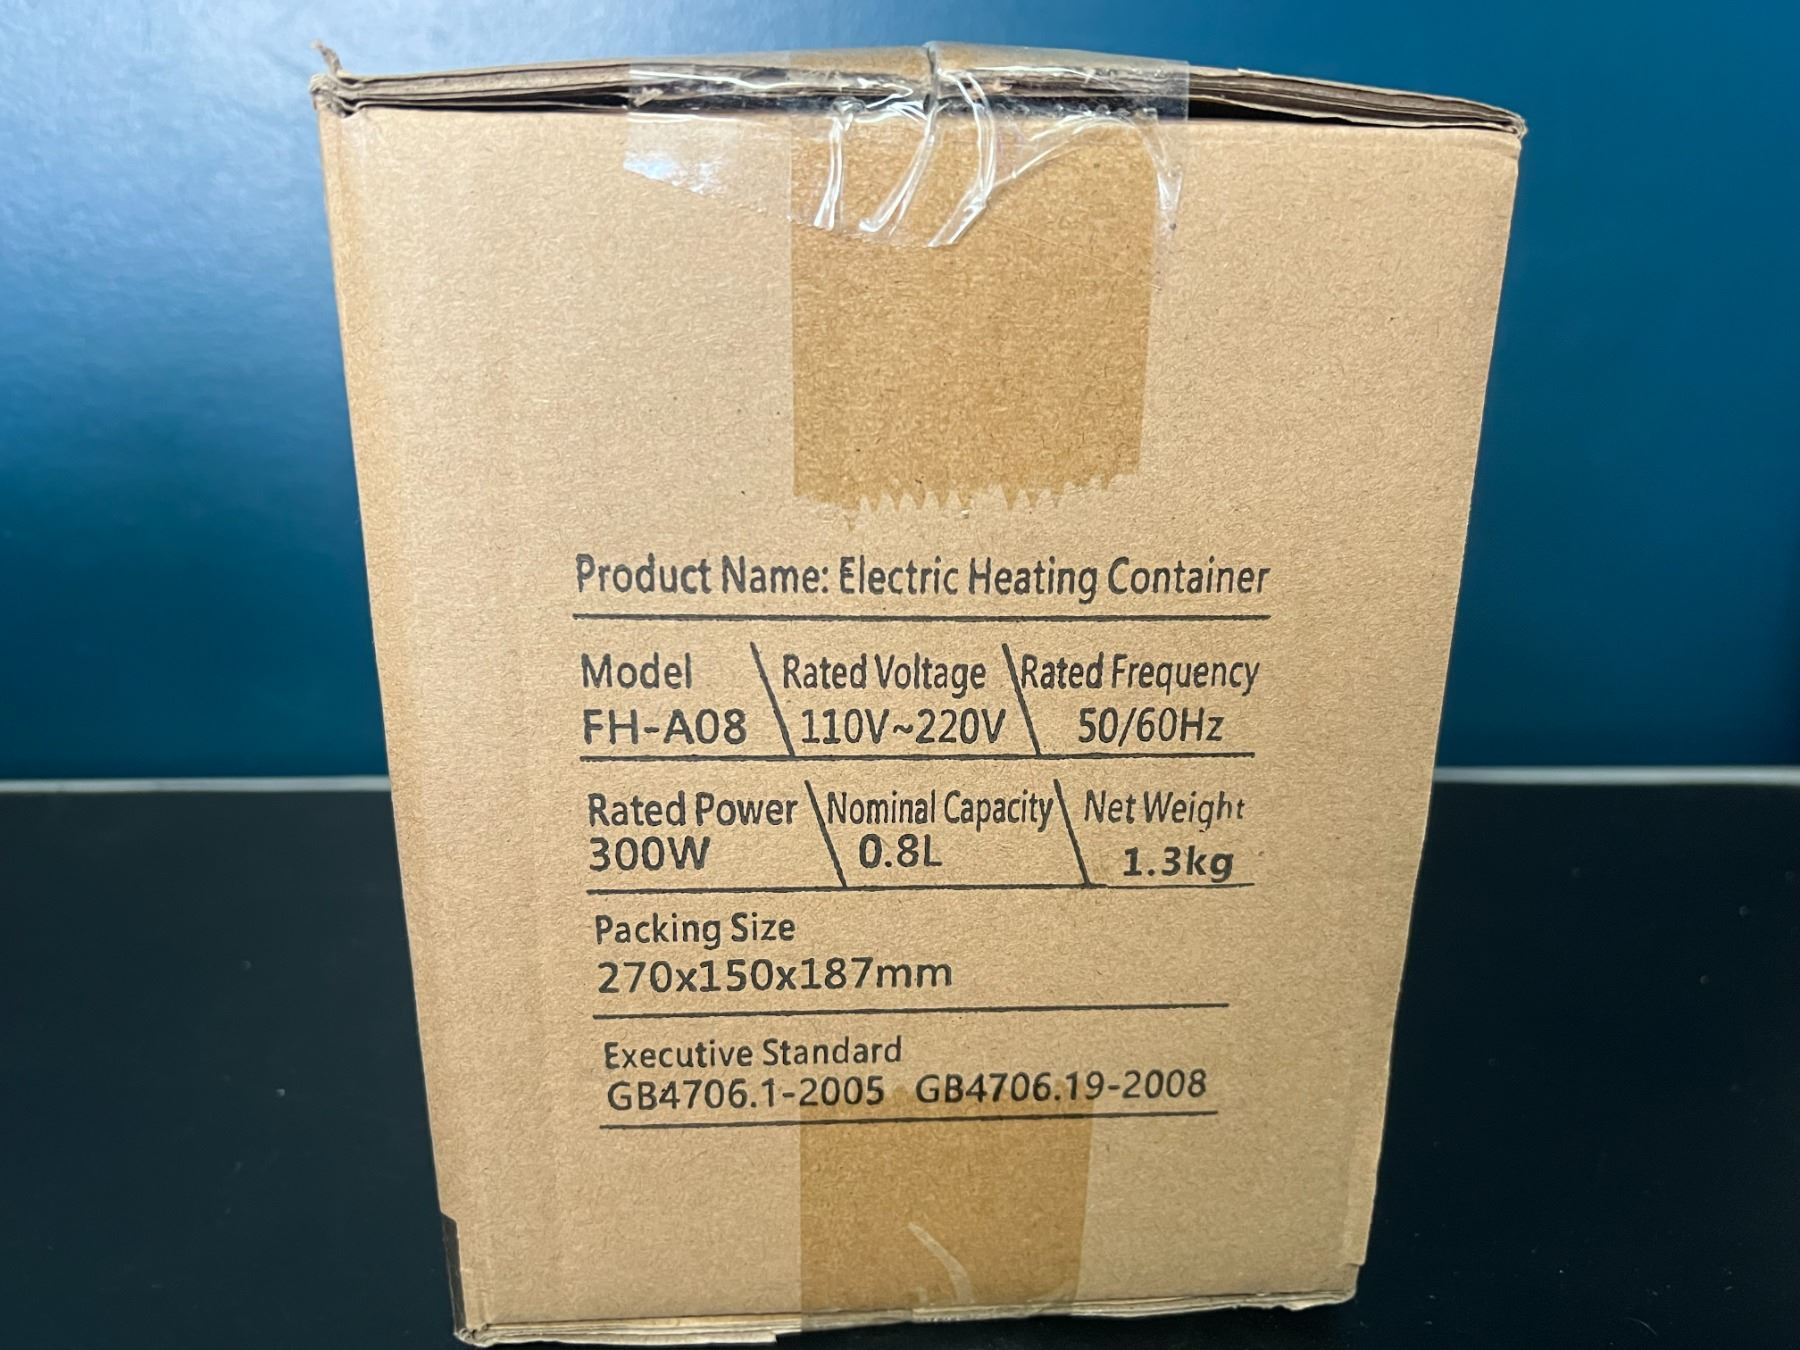 Product Name: Electric Heating Container
Model \ Rated Voltage \ Rated Frequency
FH-A08 \ 110V~220V \ 50/60Hz
Rated Power \ Nominal Capacity \ Net Weight
300W \ 0.8L \ 1.3kg
Packing Size
270x150x187mm
Executive Standard
GB4706.1-2005 GB4706.19-2008